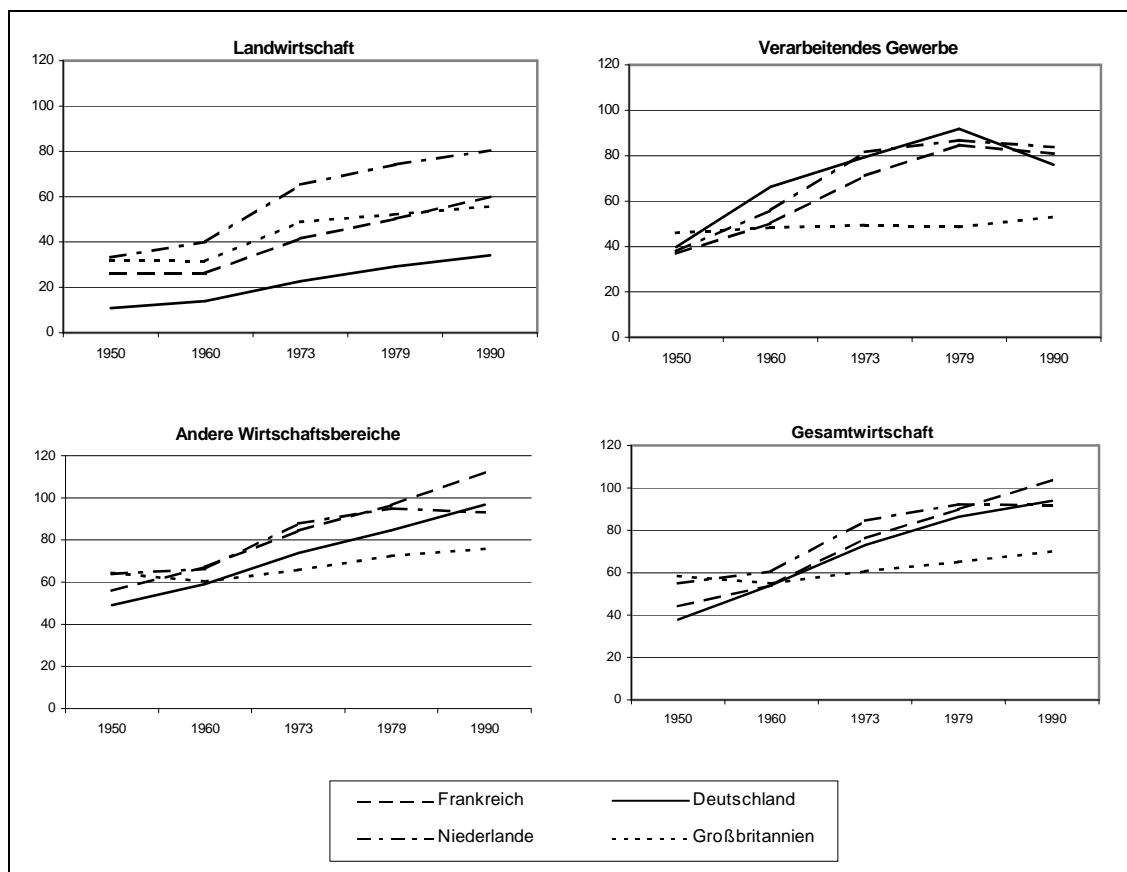 Landwirtschaft
120
100
80
60
40
20
0
1950 1960 1973 1979 1990
Verarbeitendes Gewerbe
120
100
80
60
40
20
0
1950 1960 1973 1979 1990
Andere Wirtschaftsbereiche
120
100
80
60
40
20
0
1950 1960 1973 1979 1990
Gesamtwirtschaft
120
100
80
60
40
20
0
1950 1960 1973 1979 1990
Frankreich Deutschland
Niederlande Großbritannien